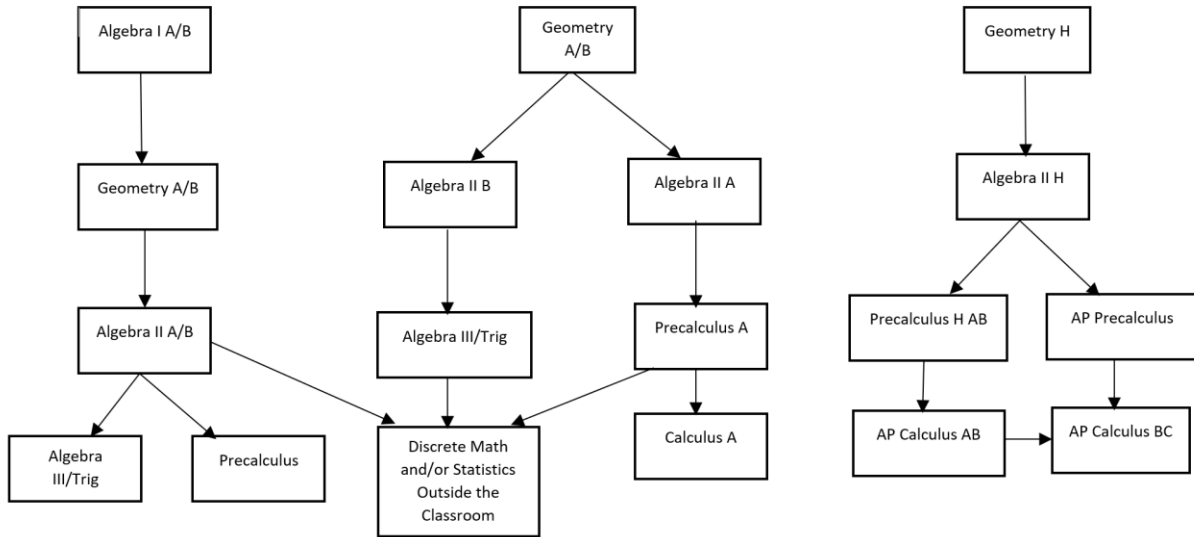 Algebra I A/B
Geometry
A/B
Geometry H
Geometry A/B
Algebra II B
Algebra II A
Algebra II H
Algebra II A/B
Algebra III/Trig
Precalculus A
Precalculus H AB
AP Precalculus
Algebra
III/Trig
Precalculus
Discrete Math
and/or Statistics
Outside the
Classroom
Calculus A
AP Calculus AB
AP Calculus BC